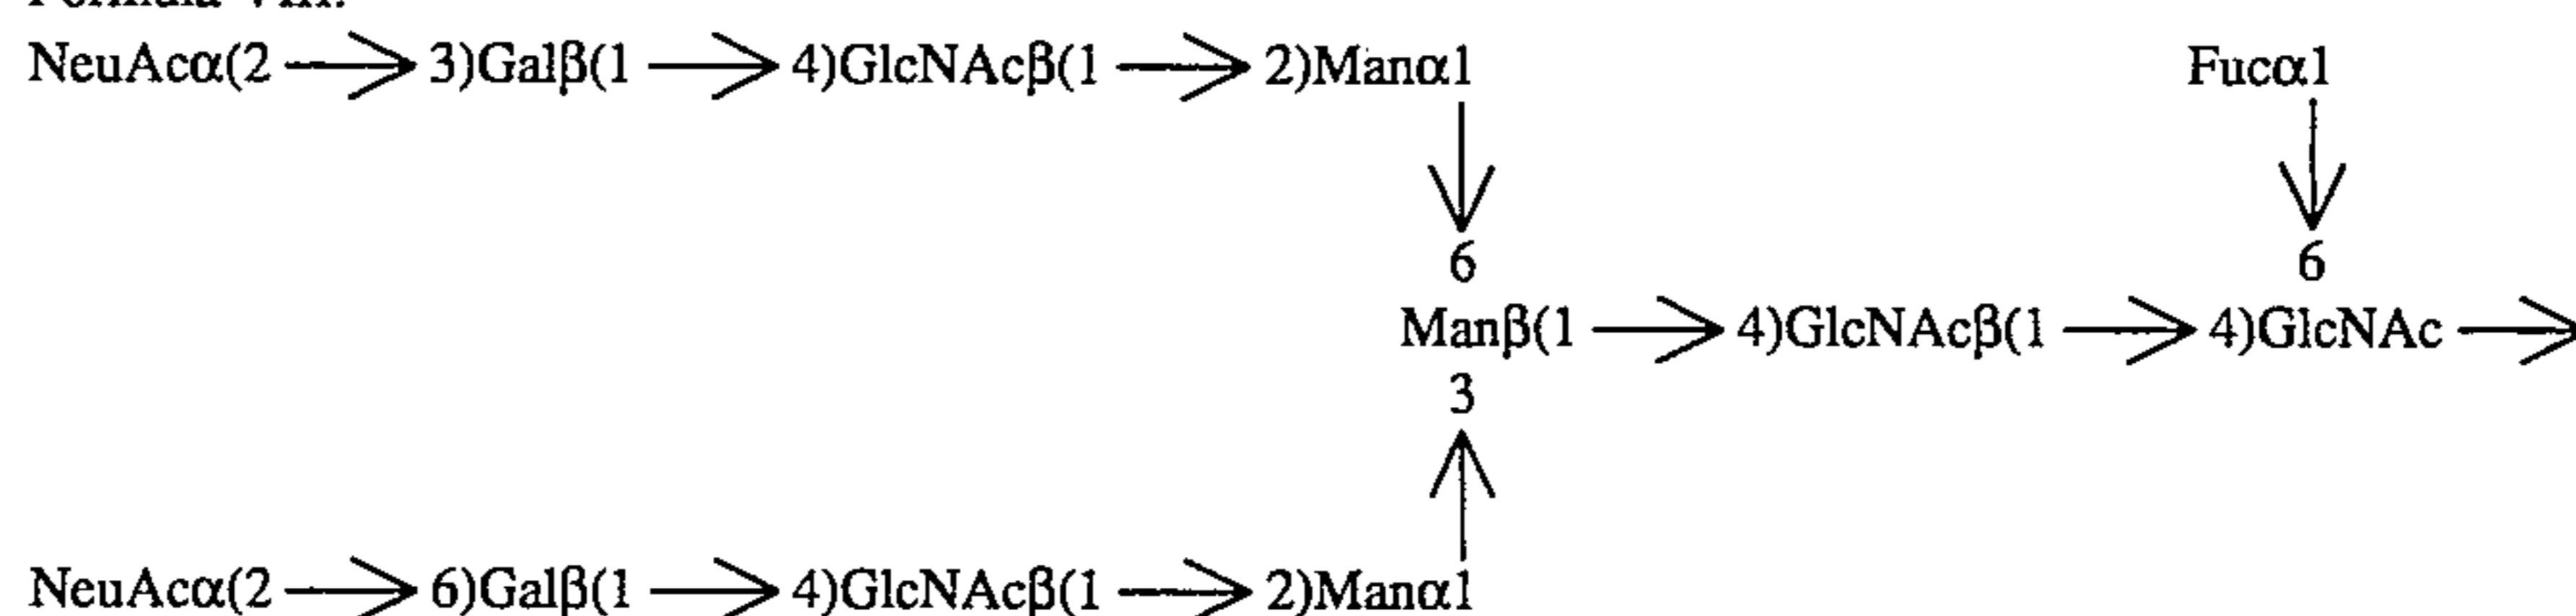 NeuAcα(2 → 3)Galβ(1 → 4)GlcNAcβ(1 → 2)Manα1 Fucα1
6 6
Manβ(1 → 4)GlcNAcβ(1 → 4)GlcNAc →
3
NeuAcα(2 → 6)Galβ(1 → 4)GlcNAcβ(1 → 2)Manα1